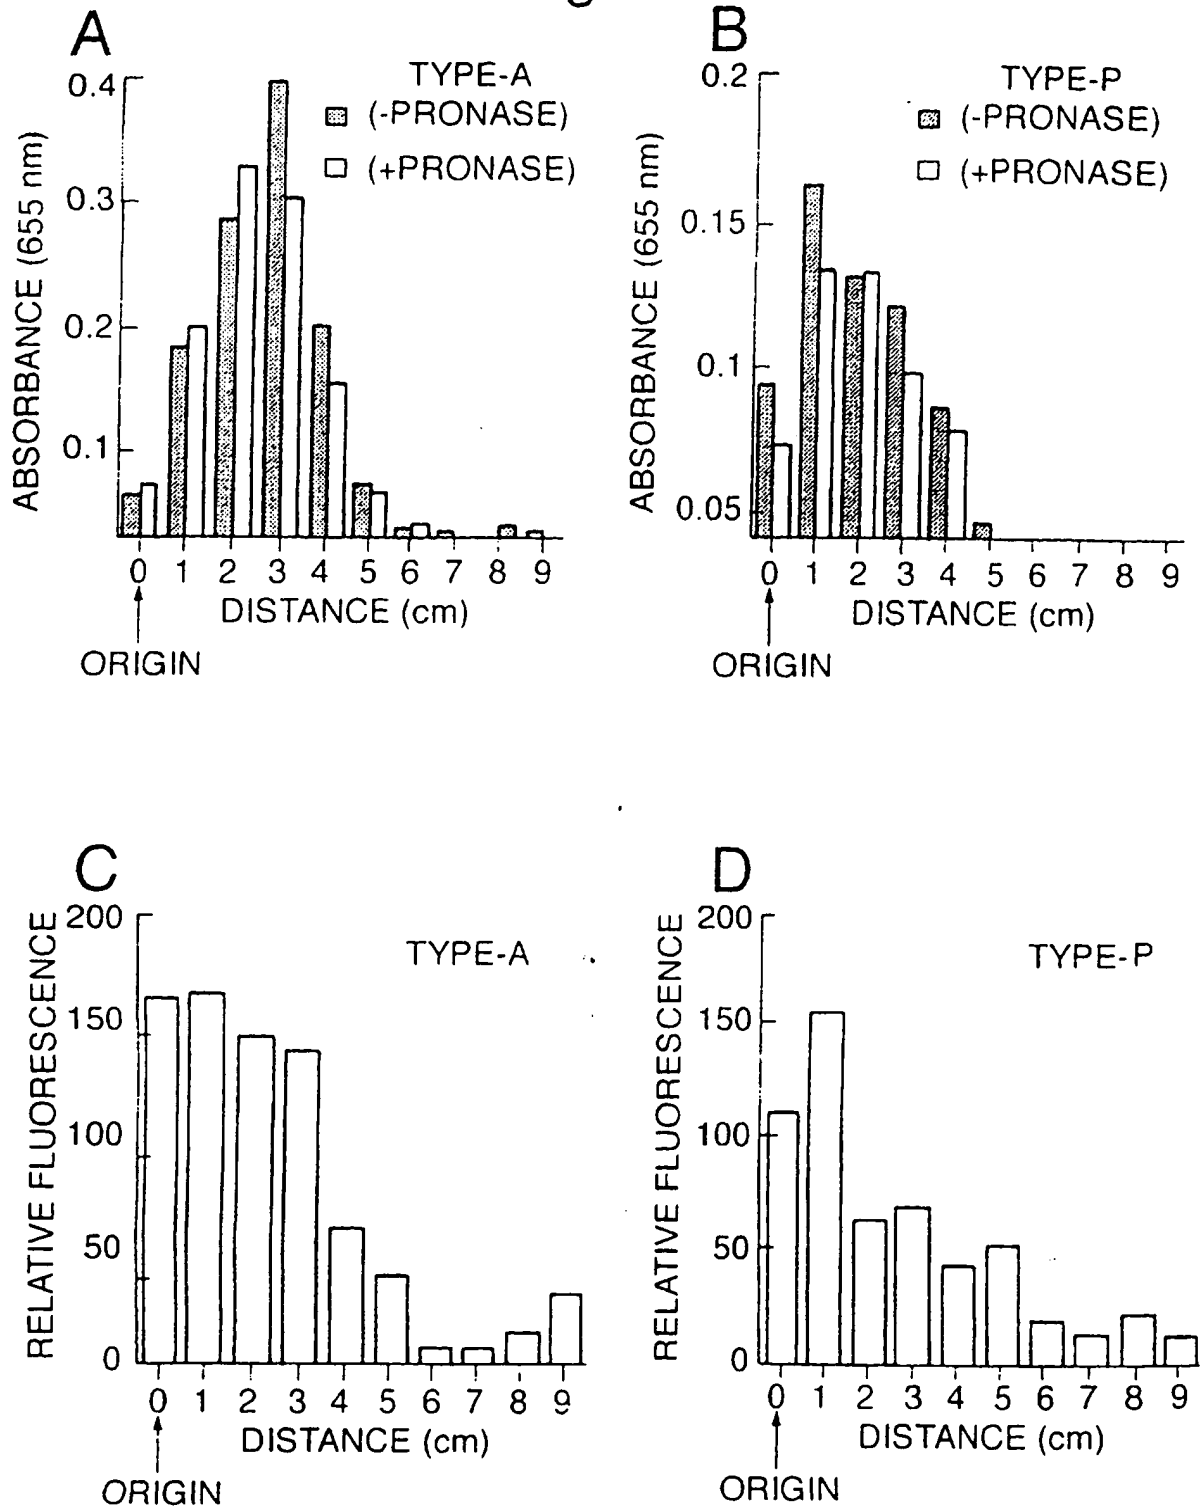 A
TYPE-A
(-PRONASE)
(+PRONASE)
ABSORBANCE (655 nm)
0.4
0.3
0.2
0.1
0 1 2 3 4 5 6 7 8 9
DISTANCE (cm)
ORIGIN
B
TYPE-P
(-PRONASE)
(+PRONASE)
ABSORBANCE (655 nm)
0.2
0.15
0.1
0.05
0 1 2 3 4 5 6 7 8 9
DISTANCE (cm)
ORIGIN
C
TYPE-A
RELATIVE FLUORESCENCE
200
150
100
50
0
0 1 2 3 4 5 6 7 8 9
DISTANCE (cm)
ORIGIN
D
TYPE-P
RELATIVE FLUORESCENCE
200
150
100
50
0
0 1 2 3 4 5 6 7 8 9
DISTANCE (cm)
ORIGIN